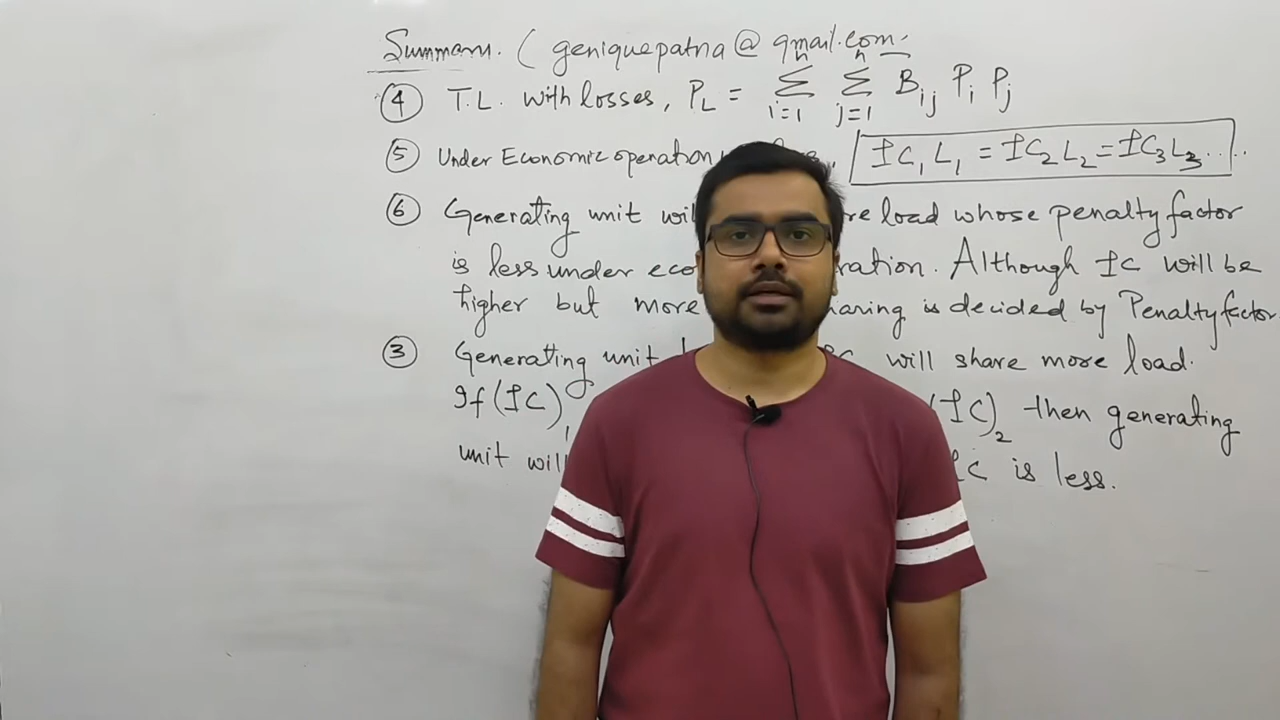 Summary. ( geniquepatna@gmail.com.
④ T.L. with losses, PL = n∑i=1 n∑j=1 Bij Pi Pj
⑤ Under Economic operation IC1 L1 = IC2 L2 = IC3 L3 ....
⑥ Generating unit will re load whose penalty factor
is less under eco ration. Although IC will be
higher but more haring is decided by Penalty factor.
③ Generating unit will share more load.
If (IC)1 (IC)2 then generating
unit will is less.